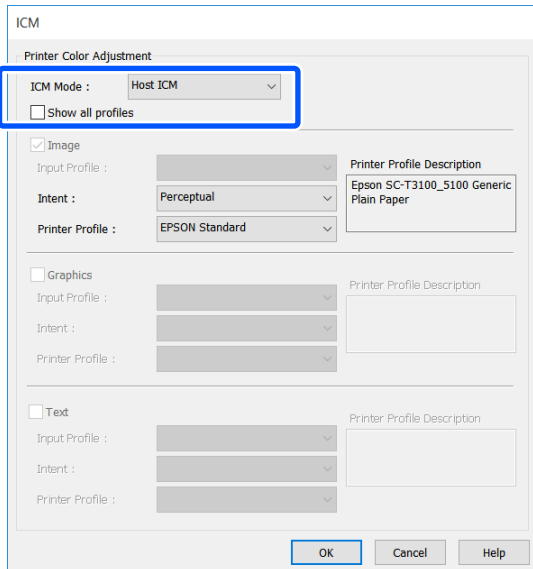 ICM
Printer Color Adjustment
ICM Mode : Host ICM
Show all profiles
Image
Input Profile : Printer Profile Description
Intent : Perceptual Epson SC-T3100_5100 Generic
Plain Paper
Printer Profile : EPSON Standard
Graphics
Input Profile : Printer Profile Description
Intent :
Printer Profile :
Text
Input Profile : Printer Profile Description
Intent :
Printer Profile :
OK Cancel Help